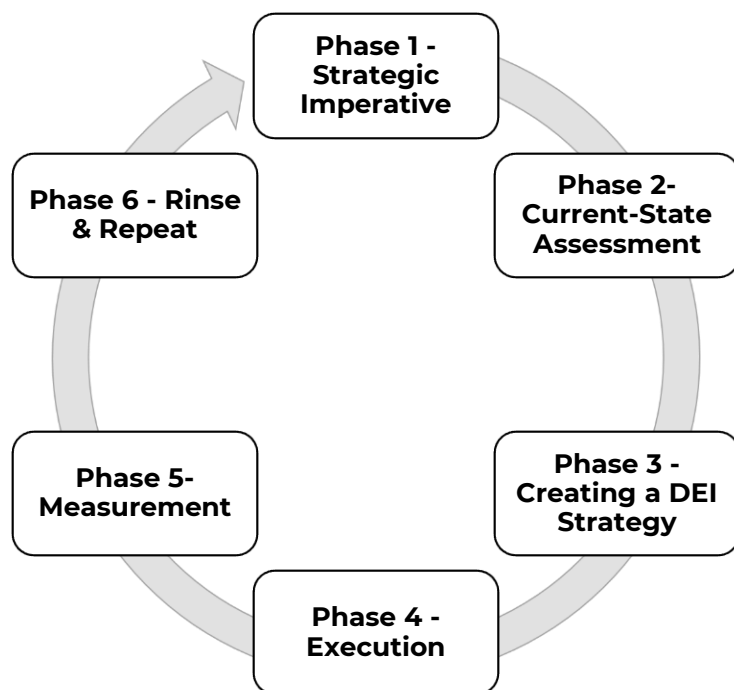 Phase 1 -
Strategic
Imperative
Phase 2-
Current-State
Assessment
Phase 3 -
Creating a DEI
Strategy
Phase 4 -
Execution
Phase 5-
Measurement
Phase 6 - Rinse
& Repeat